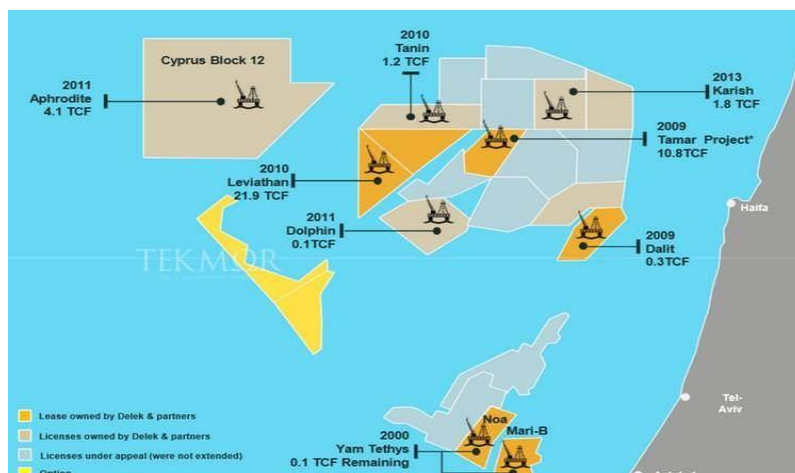 Cyprus Block 12
2011
Aphrodite
4.1 TCF
2010
Tanin
1.2 TCF
2013
Karish
1.8 TCF
2009
Tamar Project*
10.8TCF
2010
Leviathan
21.9 TCF
2011
Dolphin
0.1TCF
2009
Dalit
0.3TCF
Haifa
TEKMOR
Tel-
Aviv
Noa
Mari-B
2000
Yam Tethys
0.1 TCF Remaining
Lease owned by Delek & partners
Licenses owned by Delek & partners
Licenses under appeal (were not extended)
Option